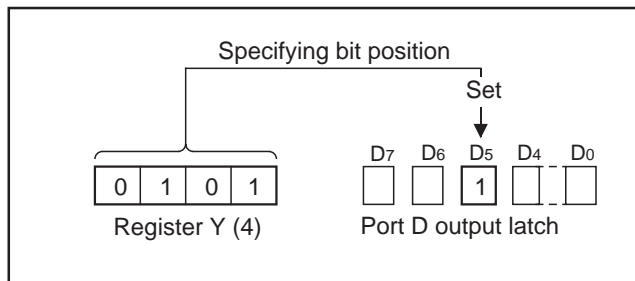 Specifying bit position
Set
D7 D6 D5 D4 D0
0 1 0 1 1
Register Y (4) Port D output latch